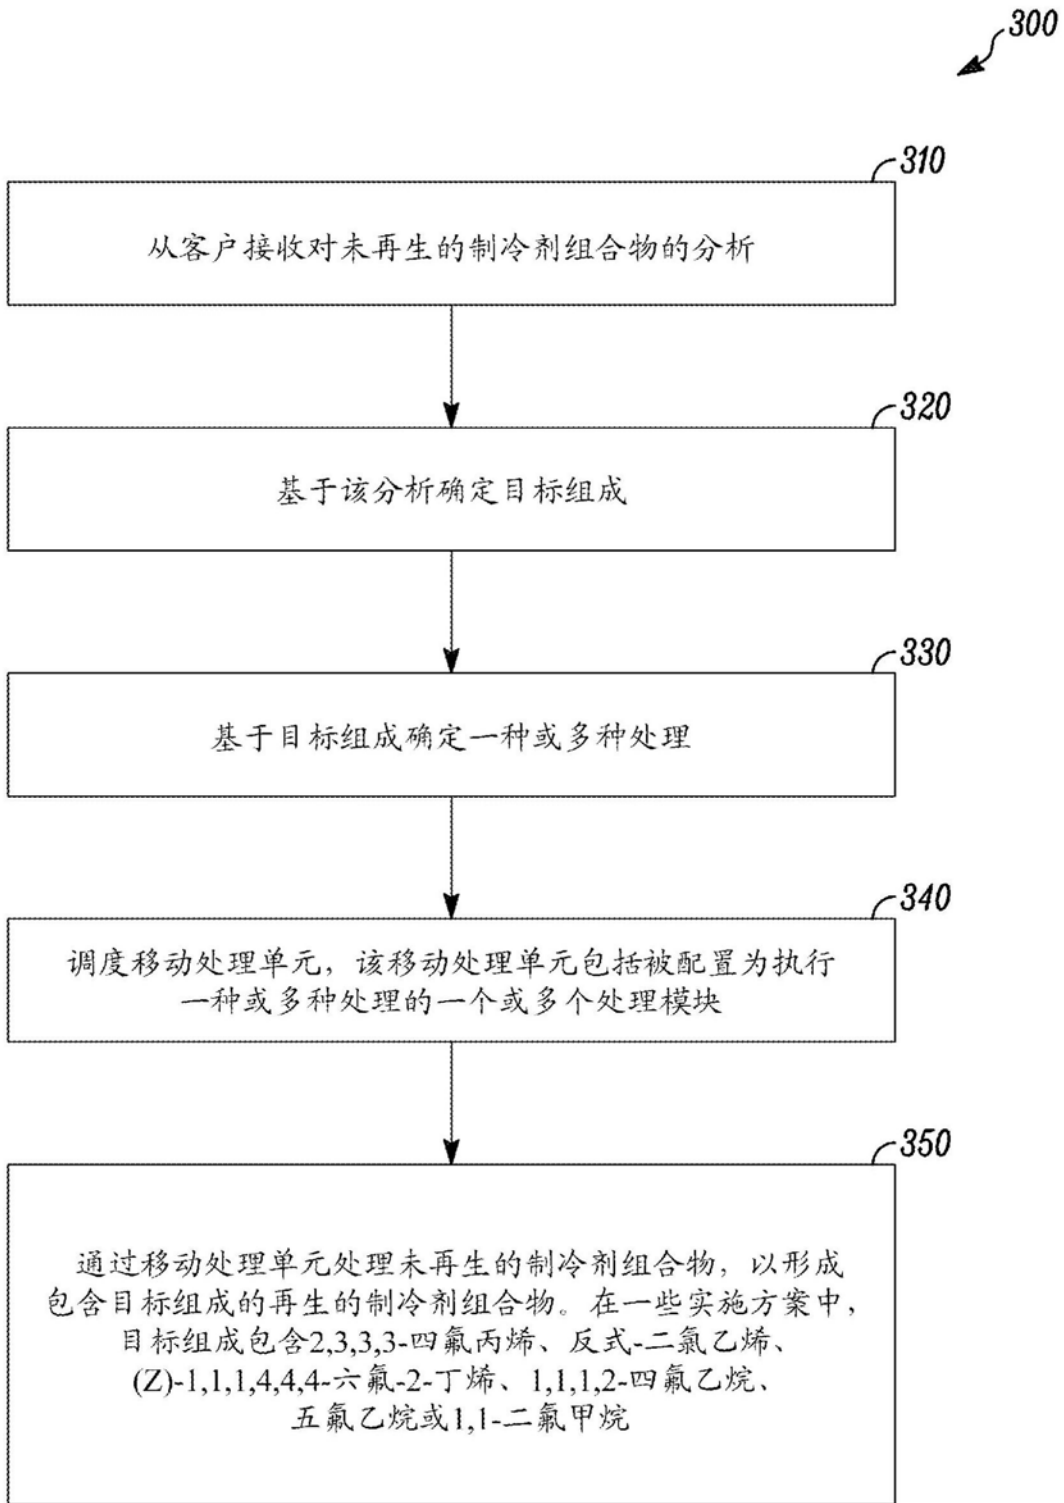 300
310
从客户接收对未再生的制冷剂组合物的分析
320
基于该分析确定目标组成
330
基于目标组成确定一种或多种处理
340
调度移动处理单元，该移动处理单元包括被配置为执行
一种或多种处理的一个或多个处理模块
350
通过移动处理单元处理未再生的制冷剂组合物，以形成
包含目标组成的再生的制冷剂组合物。在一些实施方案中，
目标组成包含2,3,3,3-四氟丙烯、反式-二氯乙烯、
(Z)-1,1,1,4,4,4-六氟-2-丁烯、1,1,1,2-四氟乙烷、
五氟乙烷或1,1-二氟甲烷